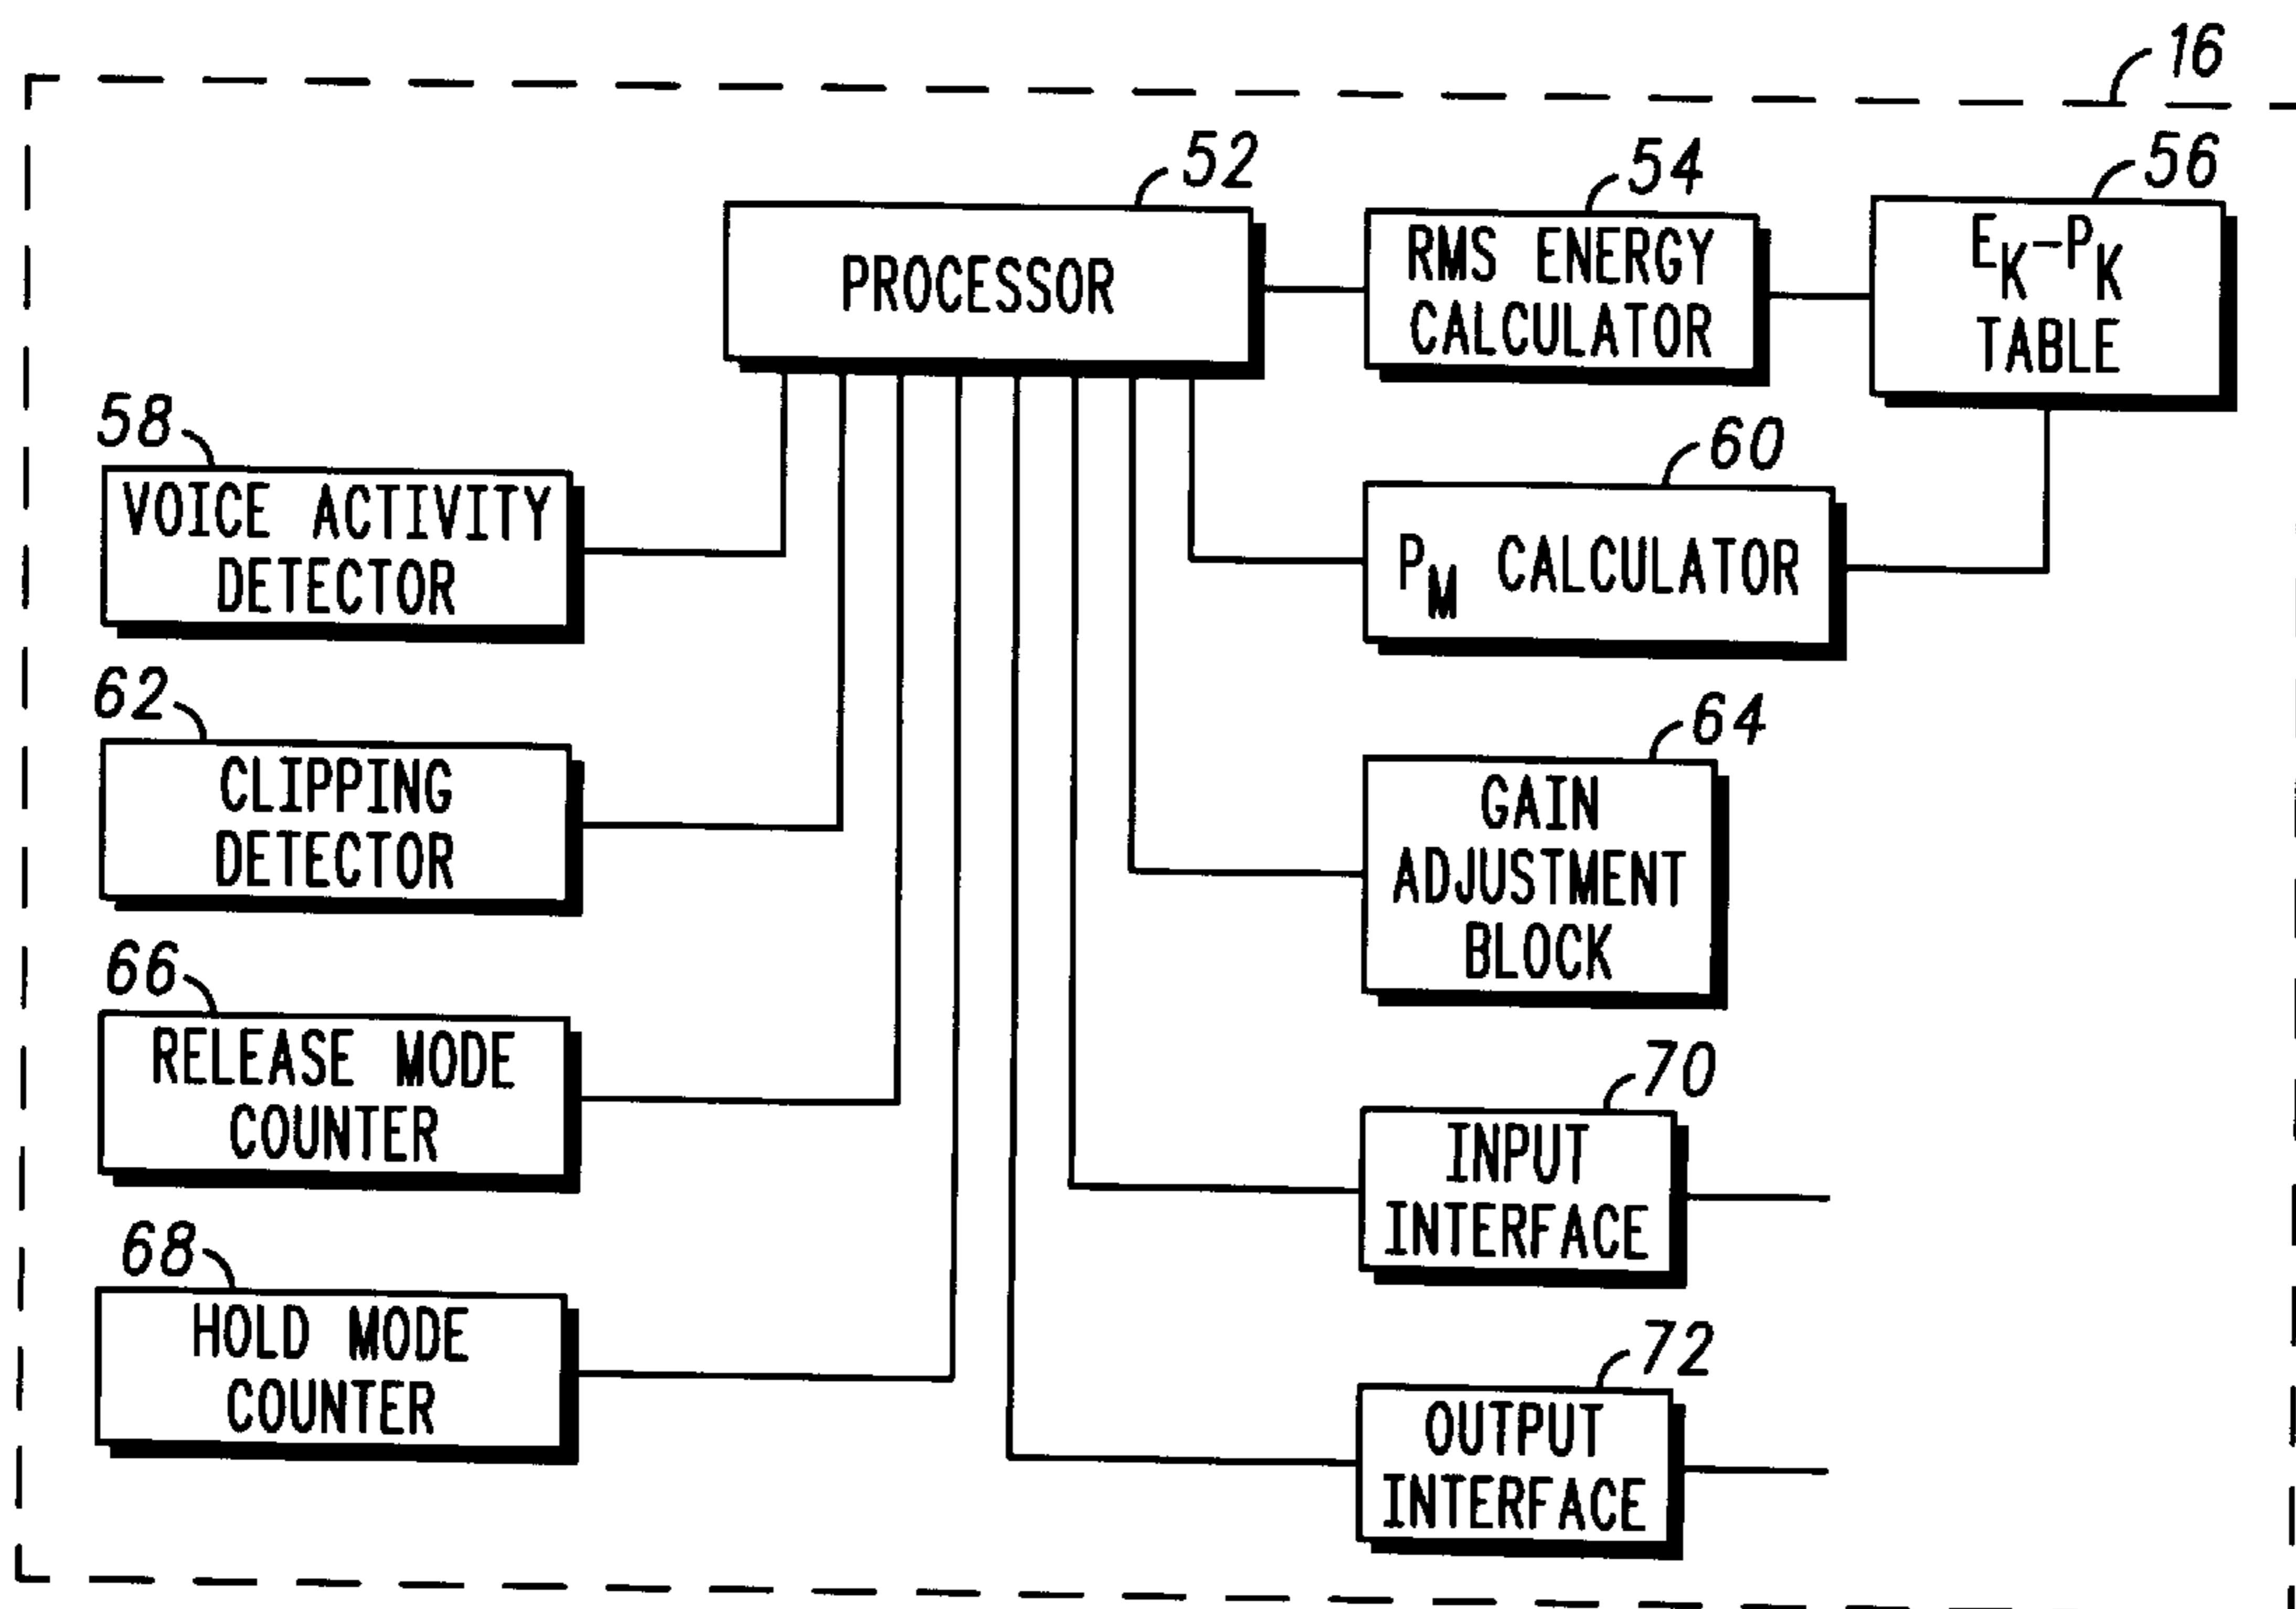 16
52
PROCESSOR
54
RMS ENERGY
CALCULATOR
56
EK-PK
TABLE
58
VOICE ACTIVITY
DETECTOR
60
PM CALCULATOR
62
CLIPPING
DETECTOR
64
GAIN
ADJUSTMENT
BLOCK
66
RELEASE MODE
COUNTER
70
INPUT
INTERFACE
68
HOLD MODE
COUNTER
72
OUTPUT
INTERFACE